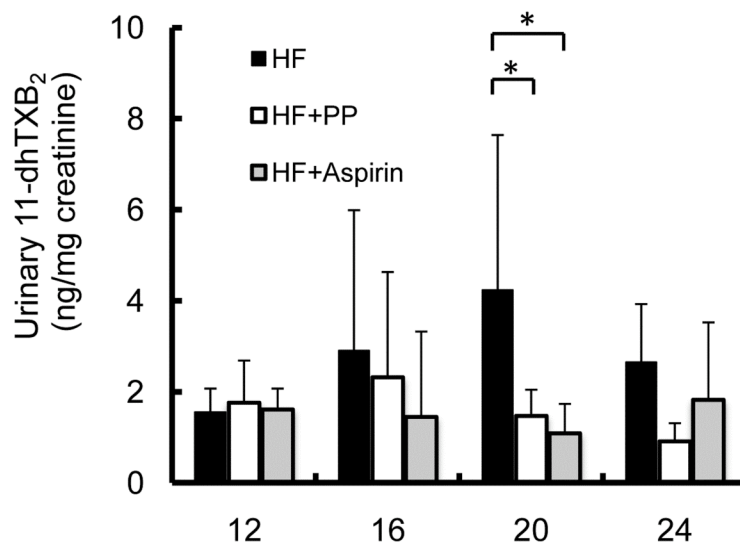 Urinary 11-dhTXB₂
(ng/mg creatinine)
10
8
6
4
2
0
HF
HF+PP
HF+Aspirin
*
*
12 16 20 24